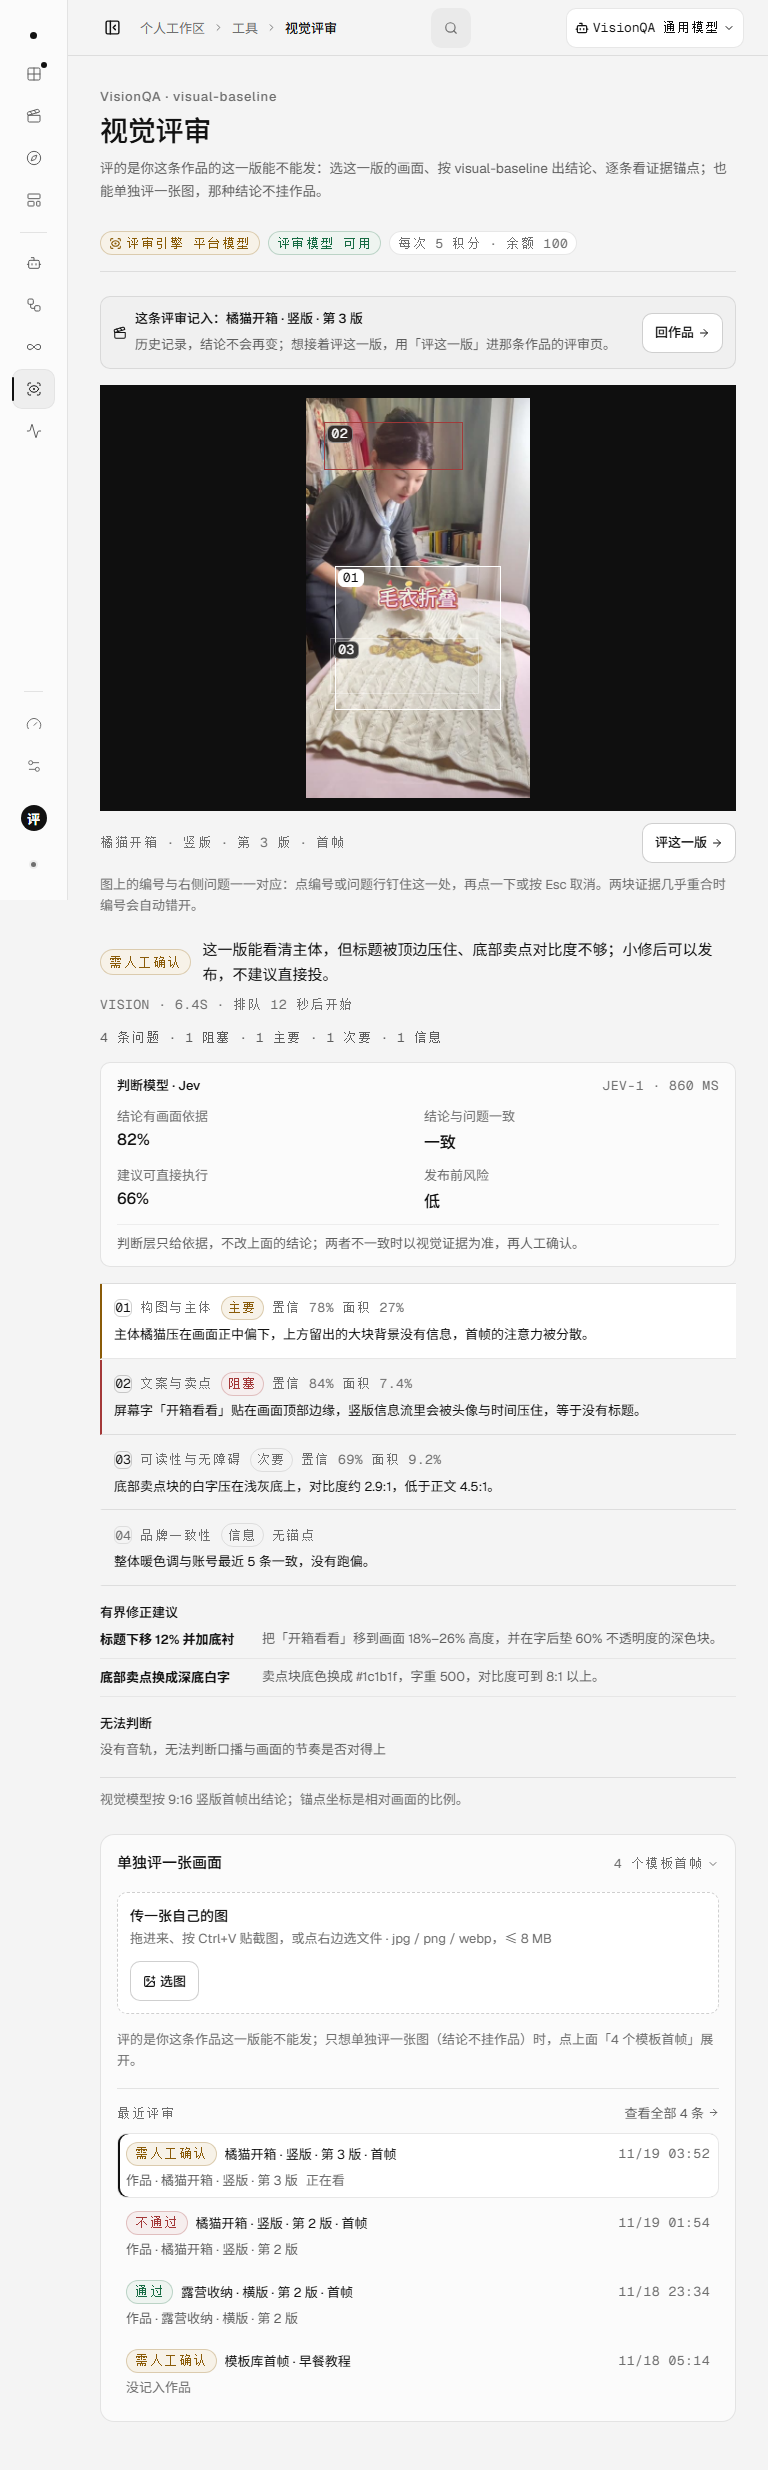 个人工作区 > 工具 > 视觉评审
VisionQA 通用模型
VisionQA · visual-baseline
视觉评审
评的是你这条作品的这一版能不能发：选这一版的画面、按 visual-baseline 出结论、逐条看证据锚点；也
能单独评一张图，那种结论不挂作品。
评审引擎 平台模型
评审模型 可用
每次 5 积分 · 余额 100
这条评审记入：橘猫开箱 · 竖版 · 第 3 版
历史记录，结论不会再变；想接着评这一版，用「评这一版」进那条作品的评审页。
回作品 →
02
01
毛衣折叠
03
橘猫开箱 · 竖版 · 第 3 版 · 首帧
评这一版 →
图上的编号与右侧问题一一对应：点编号或问题行钉住这一处，再点一下或按 Esc 取消。两块证据几乎重合时
编号会自动错开。
评
需人工确认
这一版能看清主体，但标题被顶边压住、底部卖点对比度不够；小修后可以发
布，不建议直接投。
VISION · 6.4S · 排队 12 秒后开始
4 条问题 · 1 阻塞 · 1 主要 · 1 次要 · 1 信息
判断模型 · Jev
JEV-1 · 860 MS
结论有画面依据
82%
结论与问题一致
一致
建议可直接执行
66%
发布前风险
低
判断层只给依据，不改上面的结论；两者不一致时以视觉证据为准，再人工确认。
01 构图与主体 主要 置信 78% 面积 27%
主体橘猫压在画面正中偏下，上方留出的大块背景没有信息，首帧的注意力被分散。
02 文案与卖点 阻塞 置信 84% 面积 7.4%
屏幕字「开箱看看」贴在画面顶部边缘，竖版信息流里会被头像与时间压住，等于没有标题。
03 可读性与无障碍 次要 置信 69% 面积 9.2%
底部卖点块的白字压在浅灰底上，对比度约 2.9:1，低于正文 4.5:1。
04 品牌一致性 信息 无锚点
整体暖色调与账号最近 5 条一致，没有跑偏。
有界修正建议
标题下移 12% 并加底衬
把「开箱看看」移到画面 18%–26% 高度，并在字后垫 60% 不透明度的深色块。
底部卖点换成深底白字
卖点块底色换成 #1c1b1f，字重 500，对比度可到 8:1 以上。
无法判断
没有音轨，无法判断口播与画面的节奏是否对得上
视觉模型按 9:16 竖版首帧出结论；锚点坐标是相对画面的比例。
单独评一张画面
4 个模板首帧
传一张自己的图
拖进来、按 Ctrl+V 贴截图，或点右边选文件 · jpg / png / webp，≤ 8 MB
选图
评的是你这条作品这一版能不能发；只想单独评一张图（结论不挂作品）时，点上面「4 个模板首帧」展
开。
最近评审
查看全部 4 条 →
需人工确认 橘猫开箱 · 竖版 · 第 3 版 · 首帧
11/19 03:52
作品 · 橘猫开箱 · 竖版 · 第 3 版 正在看
不通过 橘猫开箱 · 竖版 · 第 2 版 · 首帧
11/19 01:54
作品 · 橘猫开箱 · 竖版 · 第 2 版
通过 露营收纳 · 横版 · 第 2 版 · 首帧
11/18 23:34
作品 · 露营收纳 · 横版 · 第 2 版
需人工确认 模板库首帧 · 早餐教程
11/18 05:14
没记入作品